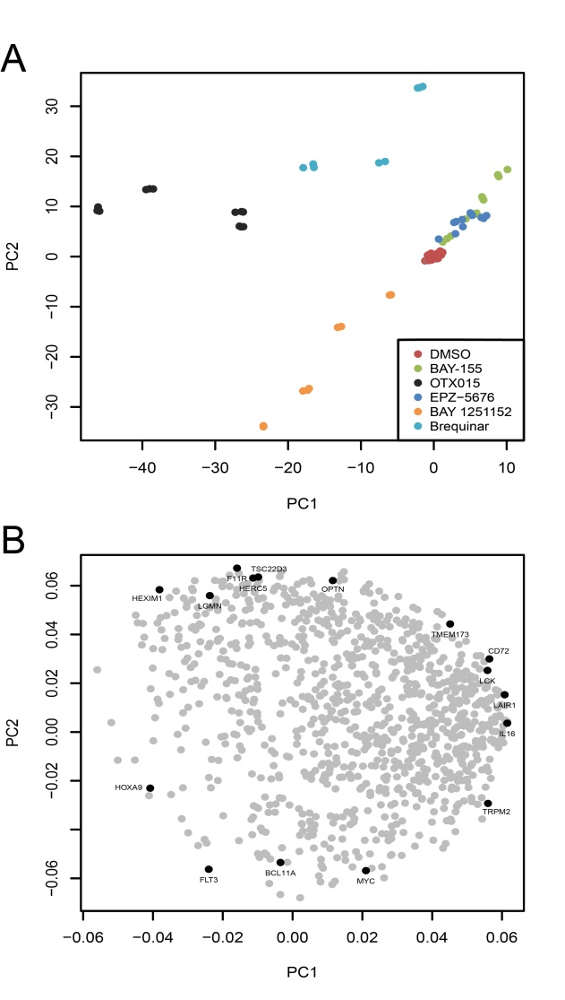 A
30
20
10
0
−10
−20
−30
PC2
DMSO
BAY-155
OTX015
EPZ−5676
BAY 1251152
Brequinar
−40
−30
−20
−10
0
10
PC1
B
0.06
0.04
0.02
0.00
−0.02
−0.06
PC2
TSC22D3
F11R
HERC5
OPTN
HEXIM1
LGMN
TMEM173
CD72
LCK
LAIR1
IL16
HOXA9
TRPM2
BCL11A
FLT3
MYC
−0.06
−0.04
−0.02
0.00
0.02
0.04
0.06
PC1